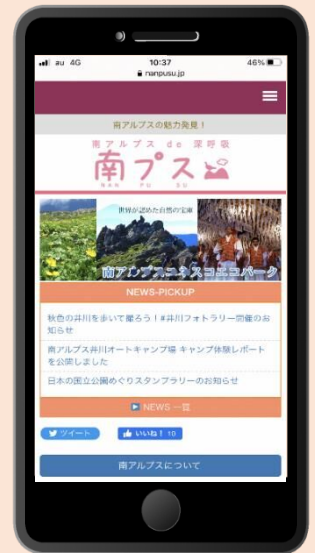 au 4G 10:37 46%
nanpusu.jp
南アルプスの魅力発見！
南アルプス de 深呼吸
南プス
NAN PU SU
世界が認めた自然の宝庫
南アルプスユネスコエコパーク
NEWS-PICKUP
秋色の井川を歩いて撮ろう！#井川フォトラリー開催のお
知らせ
南アルプス井川オートキャンプ場 キャンプ体験レポート
を公開しました
日本の国立公園めぐりスタンプラリーのお知らせ
NEWS 一覧
ツイート
いいね！ 10
南アルプスについて